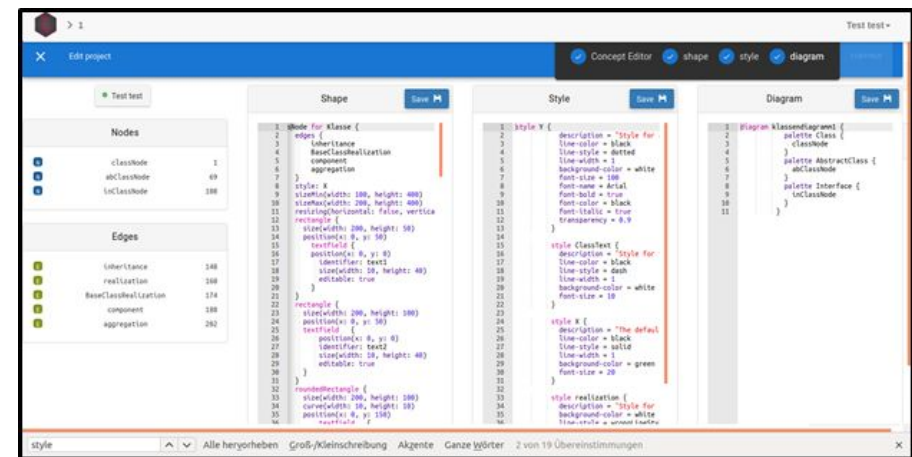 > 1
Test test
Edit project
Concept Editor
shape
style
diagram
Test test
Nodes
classNode 1
abClassNode 69
inClassNode 108
Edges
inheritance 140
realization 160
BaseClassRealization 174
component 188
aggregation 202
Shape
Save
1 Node for Klasse {
2 edges {
3 inheritance
4 BaseClassRealization
5 component
6 aggregation
7 }
8 style: X
9 sizeMin(width: 100, height: 400)
10 sizeMax(width: 200, height: 400)
11 resizing(horizontal: false, vertica
12 rectangle {
13 size(width: 200, height: 50)
14 position(x: 0, y: 50)
15 textfield {
16 position(x: 0, y: 0)
17 identifier: text1
18 size(width: 10, height: 40)
19 editable: true
20 }
21 }
22 rectangle {
23 size(width: 200, height: 100)
24 position(x: 0, y: 50)
25 textfield {
26 position(x: 0, y: 0)
27 identifier: text2
28 size(width: 10, height: 40)
29 editable: true
30 }
31 }
32 roundedRectangle {
33 size(width: 200, height: 100)
34 curve(width: 10, height: 10)
35 position(x: 0, y: 150)
textfield {
Style
Save
1 style Y {
2 description = "Style for
3 line-color = black
4 line-style = dotted
5 line-width = 1
6 background-color = white
7 font-size = 100
8 font-name = Arial
9 font-bold = true
10 font-color = black
11 font-italic = true
12 transparency = 0.9
13 }
14
15 style ClassText {
16 description = "Style for
17 line-color = black
18 line-style = dash
19 line-width = 1
20 background-color = white
21 font-size = 10
22 }
23
24 style X {
25 description = "The defaul
26 line-color = black
27 line-style = solid
28 line-width = 1
29 background-color = green
30 font-size = 20
31 }
32
33 style realization {
34 description = "Style for
35 background-color = white
Diagram
Save
1 diagram klassendiagramm1 {
2 palette Class {
3 classNode
4 }
5 palette AbstractClass {
6 abClassNode
7 }
8 palette Interface {
9 inClassNode
10 }
11 }
style
Alle hervorheben Groß-/Kleinschreibung Akzente Ganze Wörter 2 von 19 Übereinstimmungen